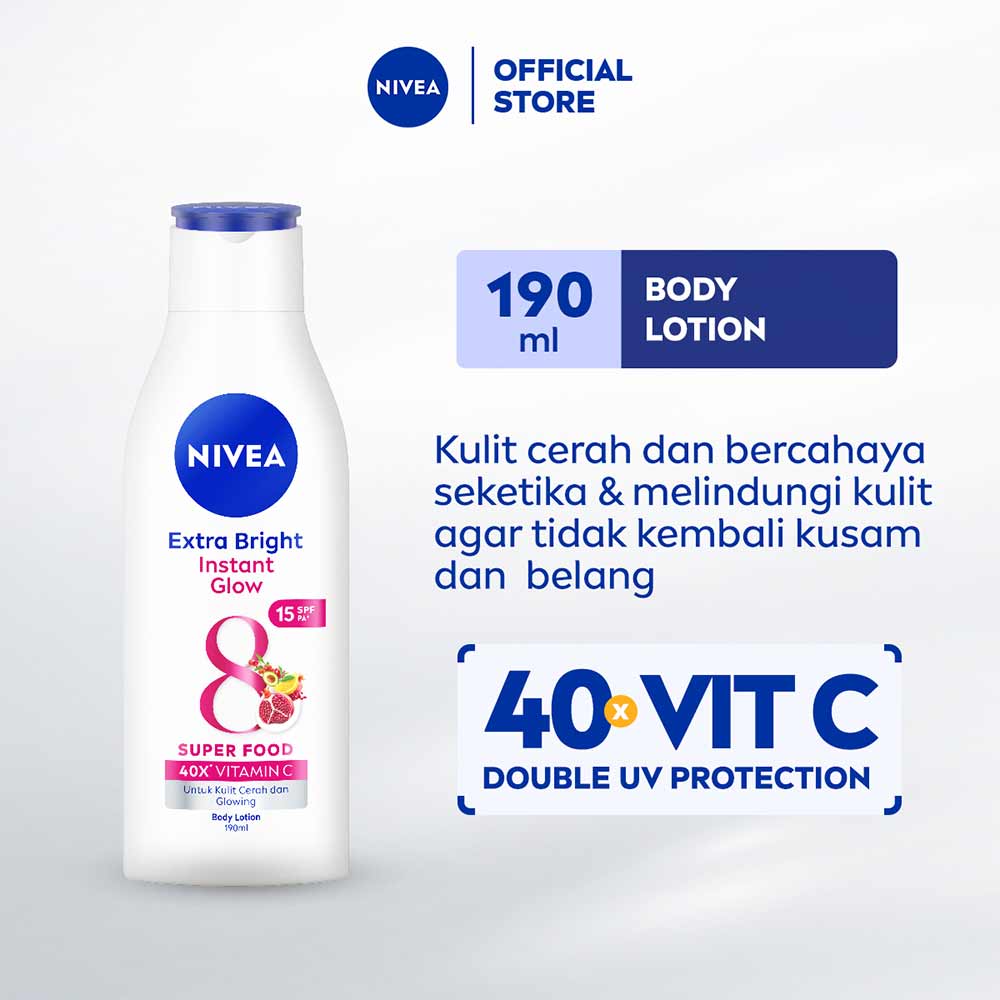 NIVEA
OFFICIAL
STORE
NIVEA
190
ml
BODY
LOTION
Kulit cerah dan bercahaya
seketika & melindungi kulit
agar tidak kembali kusam
dan belang
40x VIT C
DOUBLE UV PROTECTION
NIVEA
Extra Bright
Instant
Glow
15 SPF
PA+
8
SUPER FOOD
40X* VITAMIN C
Untuk Kulit Cerah dan
Glowing
Body Lotion
190ml